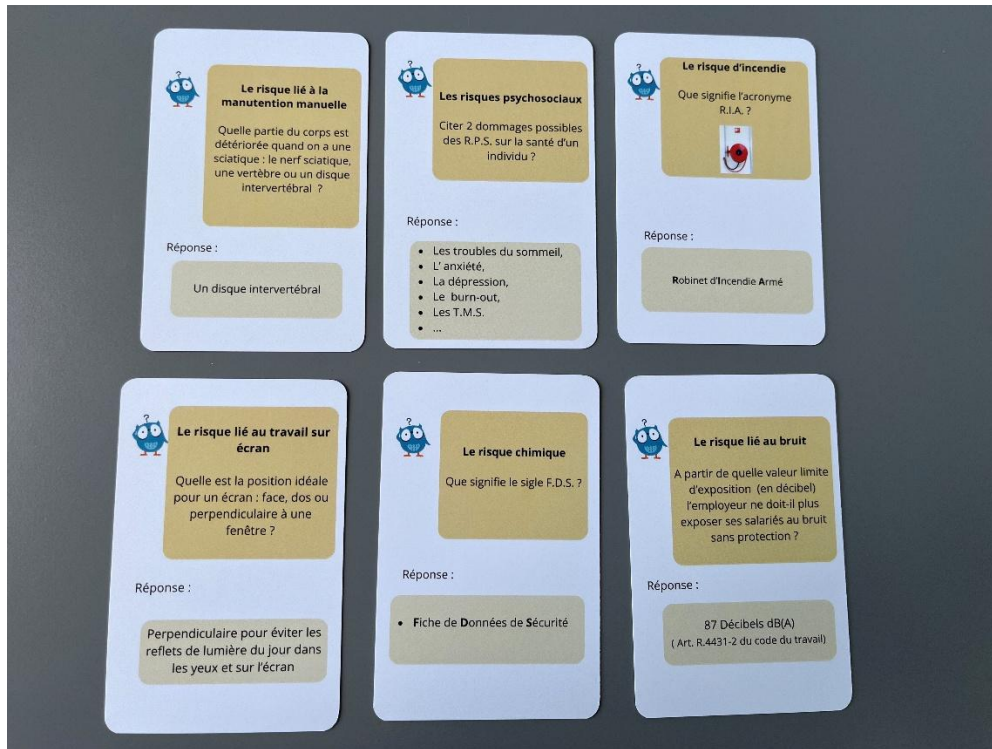 ?
Le risque lié à la
manutention manuelle
Quelle partie du corps est
détériorée quand on a une
sciatique : le nerf sciatique,
une vertèbre ou un disque
intervertébral ?
Réponse :
Un disque intervertébral
?
Les risques psychosociaux
Citer 2 dommages possibles
des R.P.S. sur la santé d'un
individu ?
Réponse :
• Les troubles du sommeil,
• L' anxiété,
• La dépression,
• Le burn-out,
• Les T.M.S.
• ...
?
Le risque d'incendie
Que signifie l'acronyme
R.I.A. ?
Réponse :
Robinet d'Incendie Armé
?
Le risque lié au travail sur
écran
Quelle est la position idéale
pour un écran : face, dos ou
perpendiculaire à une
fenêtre ?
Réponse :
Perpendiculaire pour éviter les
reflets de lumière du jour dans
les yeux et sur l'écran
?
Le risque chimique
Que signifie le sigle F.D.S. ?
Réponse :
• Fiche de Données de Sécurité
?
Le risque lié au bruit
A partir de quelle valeur limite
d'exposition (en décibel)
l'employeur ne doit-il plus
exposer ses salariés au bruit
sans protection ?
Réponse :
87 Décibels dB(A)
( Art. R.4431-2 du code du travail)